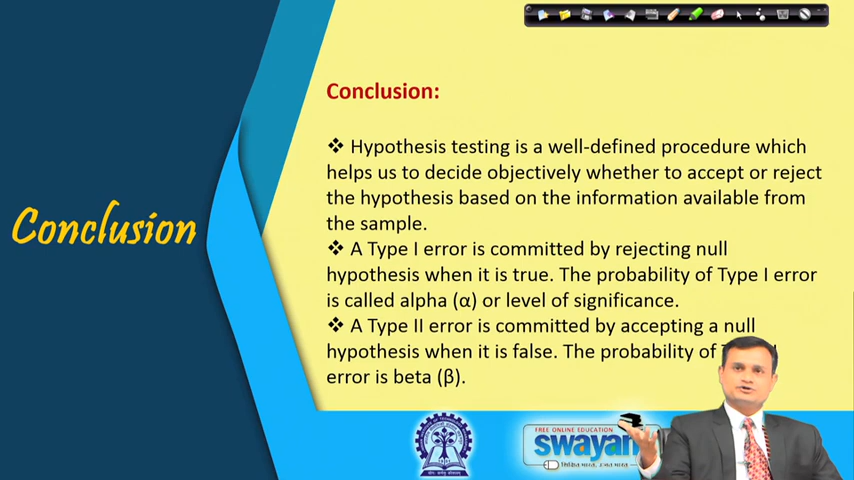 Conclusion:
❖ Hypothesis testing is a well-defined procedure which
helps us to decide objectively whether to accept or reject
the hypothesis based on the information available from
the sample.
❖ A Type I error is committed by rejecting null
hypothesis when it is true. The probability of Type I error
is called alpha (α) or level of significance.
❖ A Type II error is committed by accepting a null
hypothesis when it is false. The probability of
error is beta (β).
Conclusion
FREE ONLINE EDUCATION
swayam